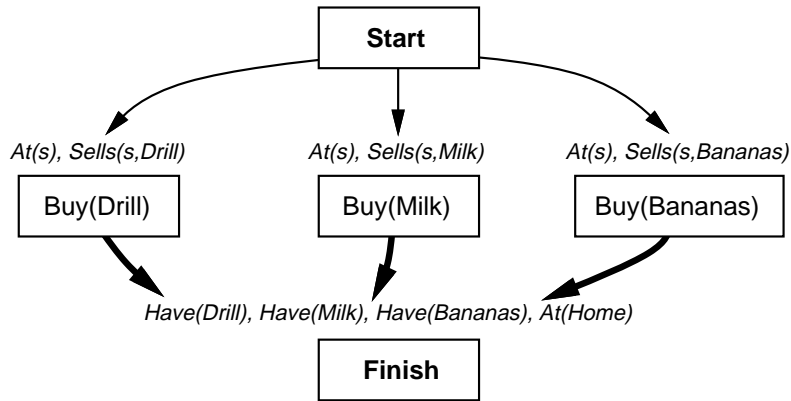 Start
At(s), Sells(s,Drill) At(s), Sells(s,Milk) At(s), Sells(s,Bananas)
Buy(Drill) Buy(Milk) Buy(Bananas)
Have(Drill), Have(Milk), Have(Bananas), At(Home)
Finish